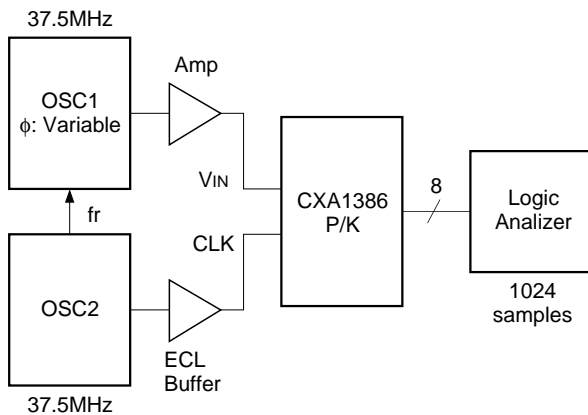 37.5MHz
OSC1
ϕ: Variable
Amp
fr
OSC2
37.5MHz
ECL
Buffer
VIN
CLK
CXA1386
P/K
8
Logic
Analizer
1024
samples